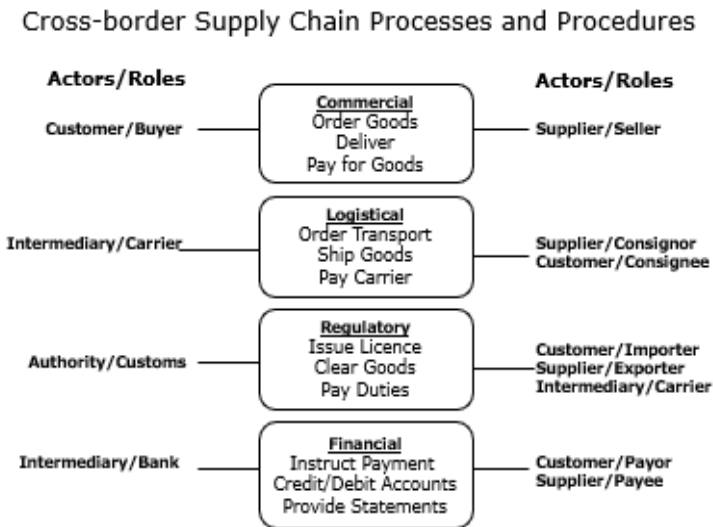 Cross-border Supply Chain Processes and Procedures
Actors/Roles
Actors/Roles
Commercial
Customer/Buyer
Order Goods
Deliver
Pay for Goods
Supplier/Seller
Logistical
Intermediary/Carrier
Order Transport
Ship Goods
Pay Carrier
Supplier/Consignor
Customer/Consignee
Regulatory
Authority/Customs
Issue Licence
Clear Goods
Pay Duties
Customer/Importer
Supplier/Exporter
Intermediary/Carrier
Financial
Intermediary/Bank
Instruct Payment
Credit/Debit Accounts
Provide Statements
Customer/Payor
Supplier/Payee